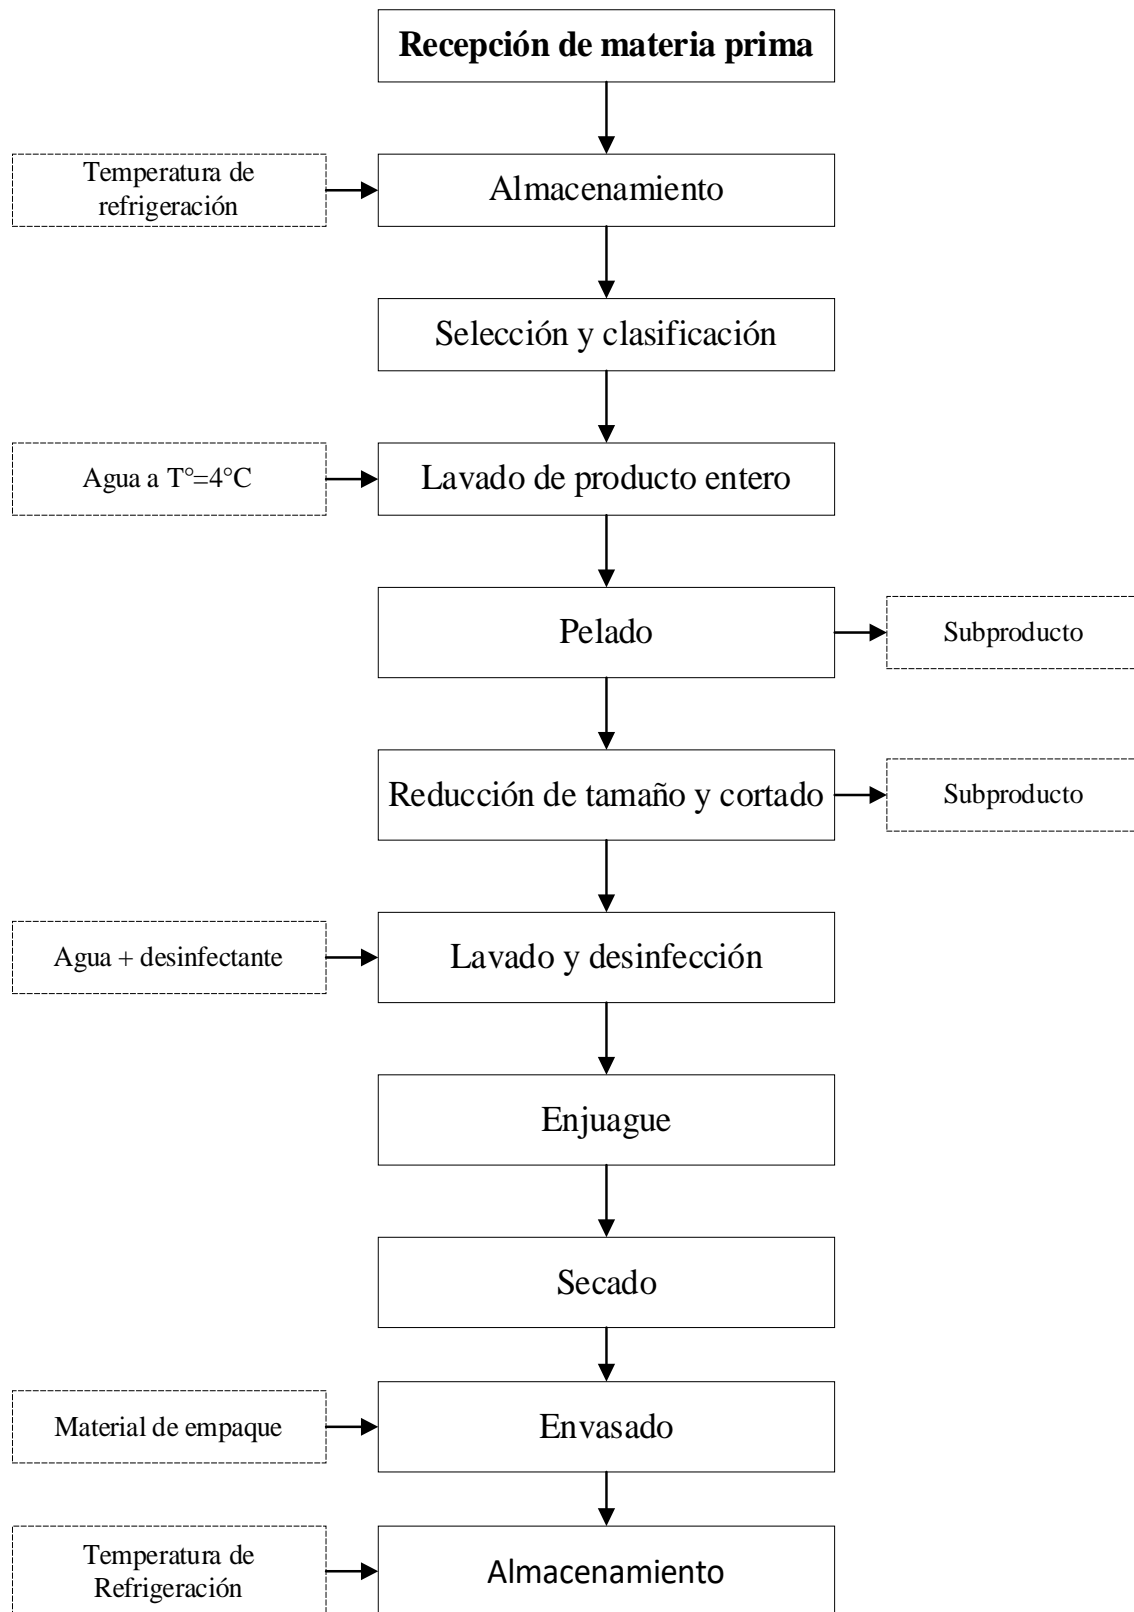 Recepción de materia prima
Temperatura de
refrigeración
Almacenamiento
Selección y clasificación
Agua a T°=4°C
Lavado de producto entero
Pelado
Subproducto
Reducción de tamaño y cortado
Subproducto
Agua + desinfectante
Lavado y desinfección
Enjuague
Secado
Material de empaque
Envasado
Temperatura de
Refrigeración
Almacenamiento